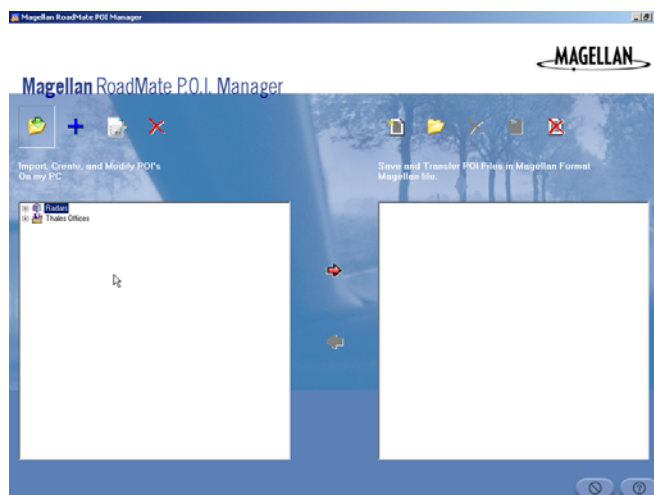 Magellan RoadMate POI Manager
MAGELLAN
Magellan RoadMate P.O.I. Manager
Import, Create, and Modify POI's
On my PC
Save and Transfer POI Files in Magellan Format
Magellan file:
Radars
Thales Offices